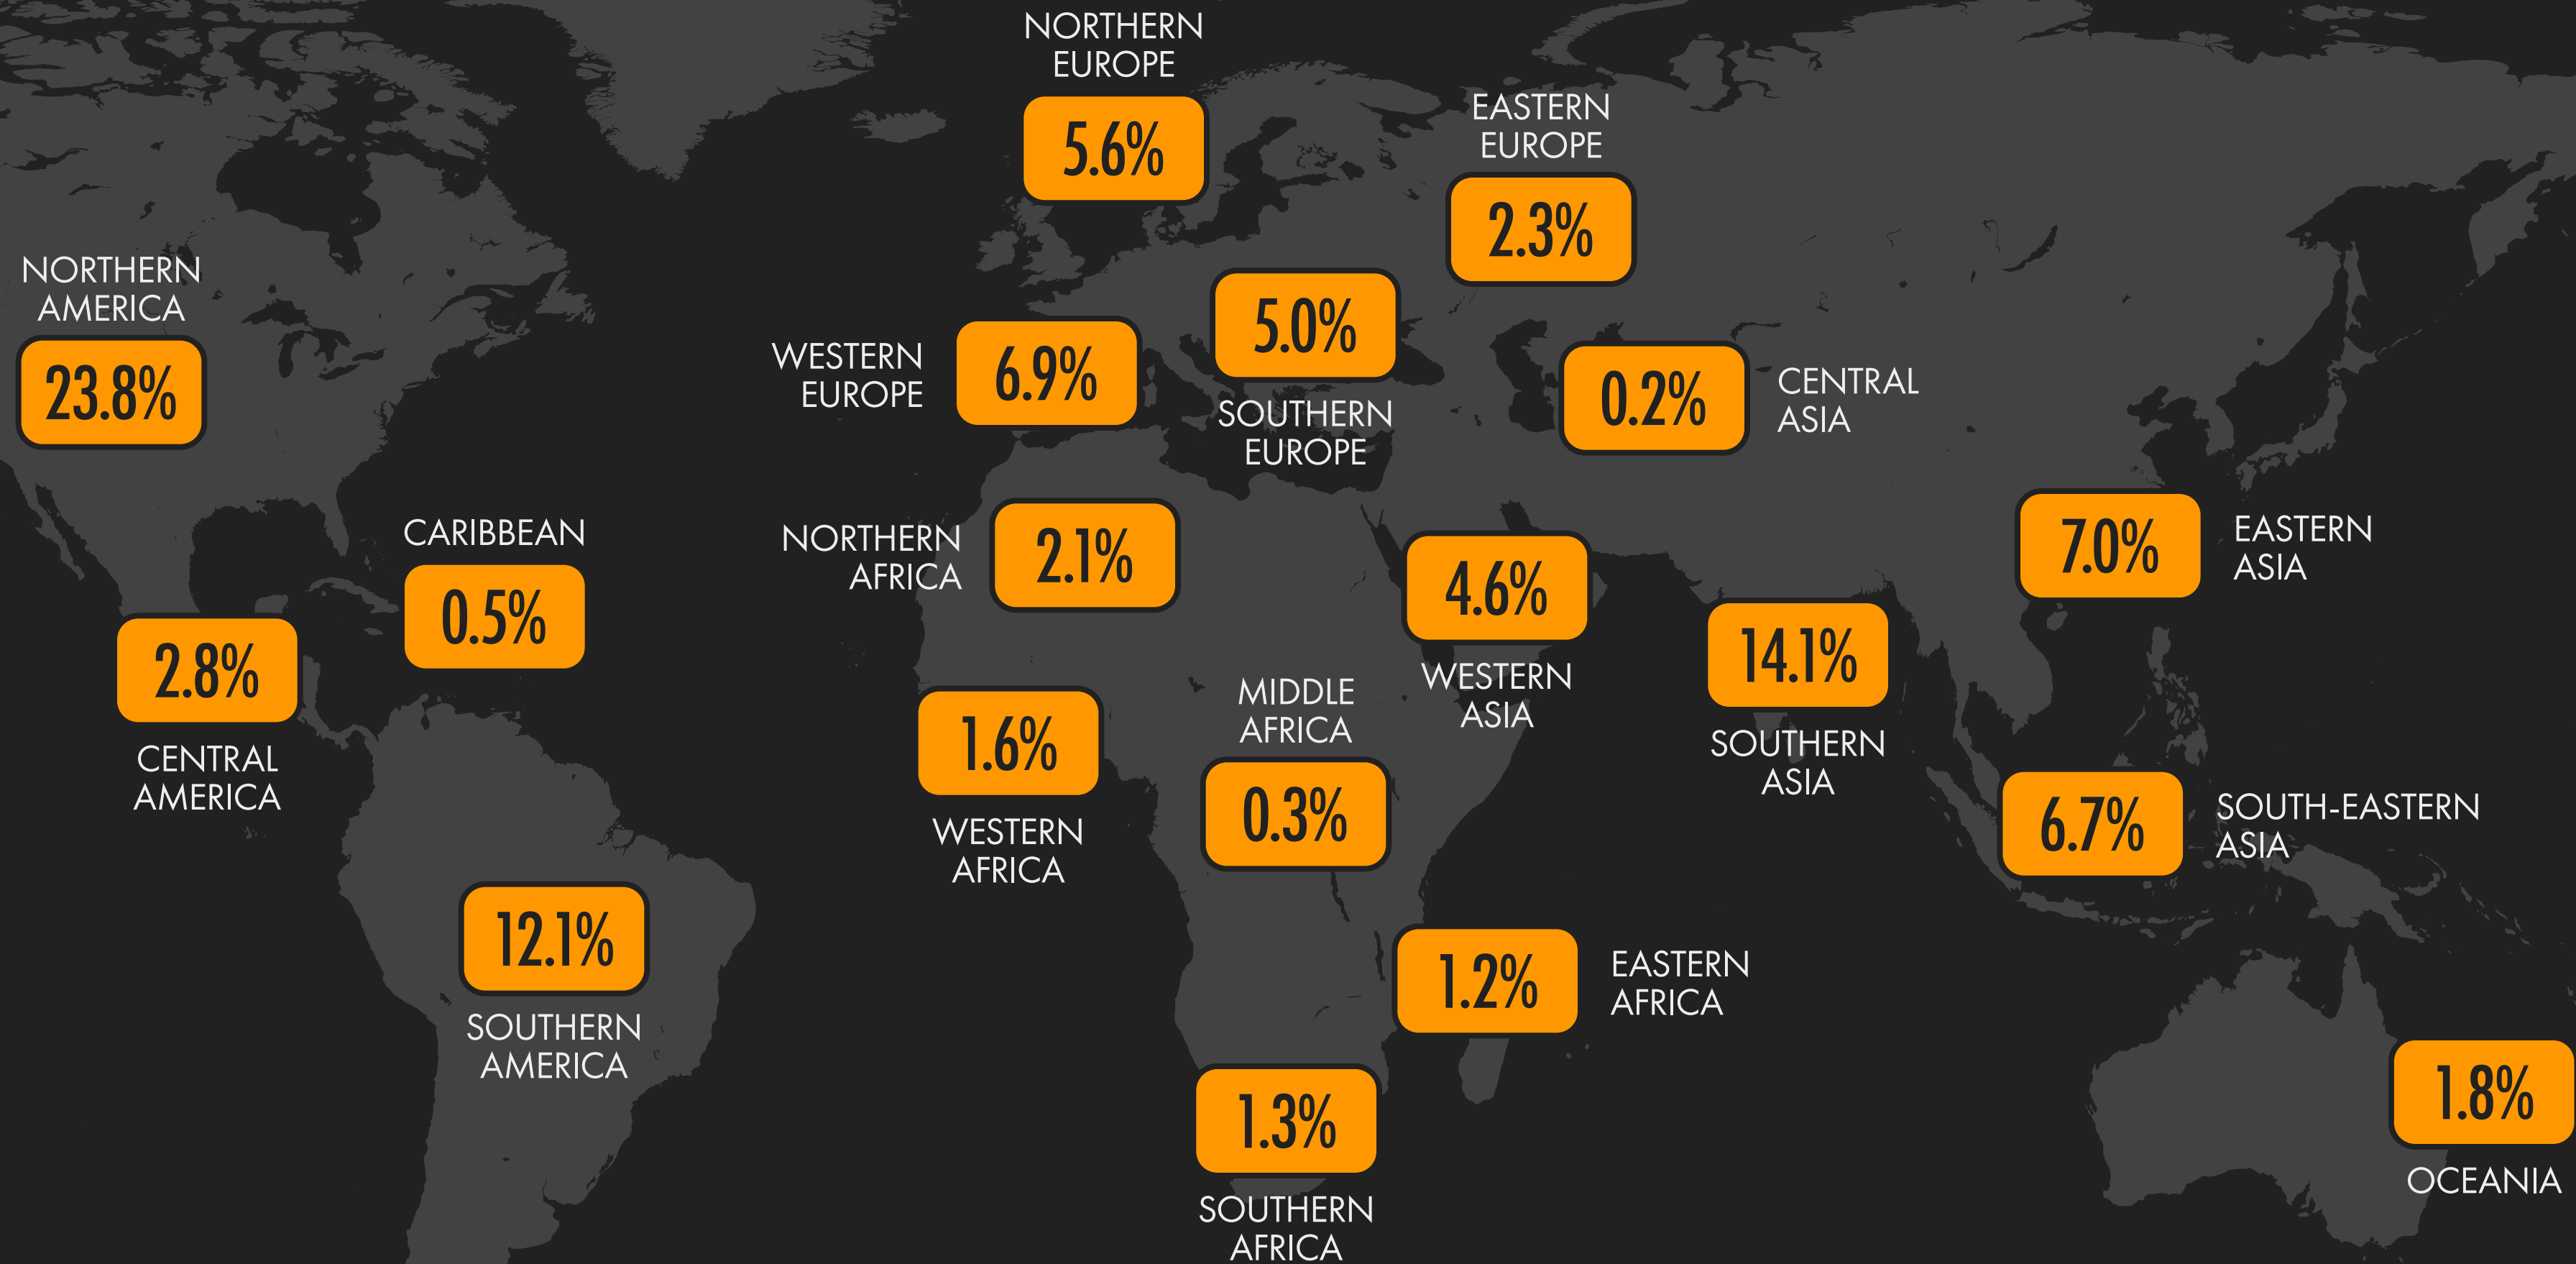 NORTHERN
EUROPE
5.6%
EASTERN
EUROPE
2.3%
NORTHERN
AMERICA
23.8%
WESTERN
EUROPE
6.9%
5.0%
SOUTHERN
EUROPE
0.2%
CENTRAL
ASIA
CARIBBEAN
0.5%
NORTHERN
AFRICA
2.1%
4.6%
WESTERN
ASIA
7.0%
EASTERN
ASIA
2.8%
CENTRAL
AMERICA
14.1%
SOUTHERN
ASIA
1.6%
WESTERN
AFRICA
MIDDLE
AFRICA
0.3%
6.7%
SOUTH-EASTERN
ASIA
12.1%
SOUTHERN
AMERICA
1.2%
EASTERN
AFRICA
1.3%
SOUTHERN
AFRICA
1.8%
OCEANIA